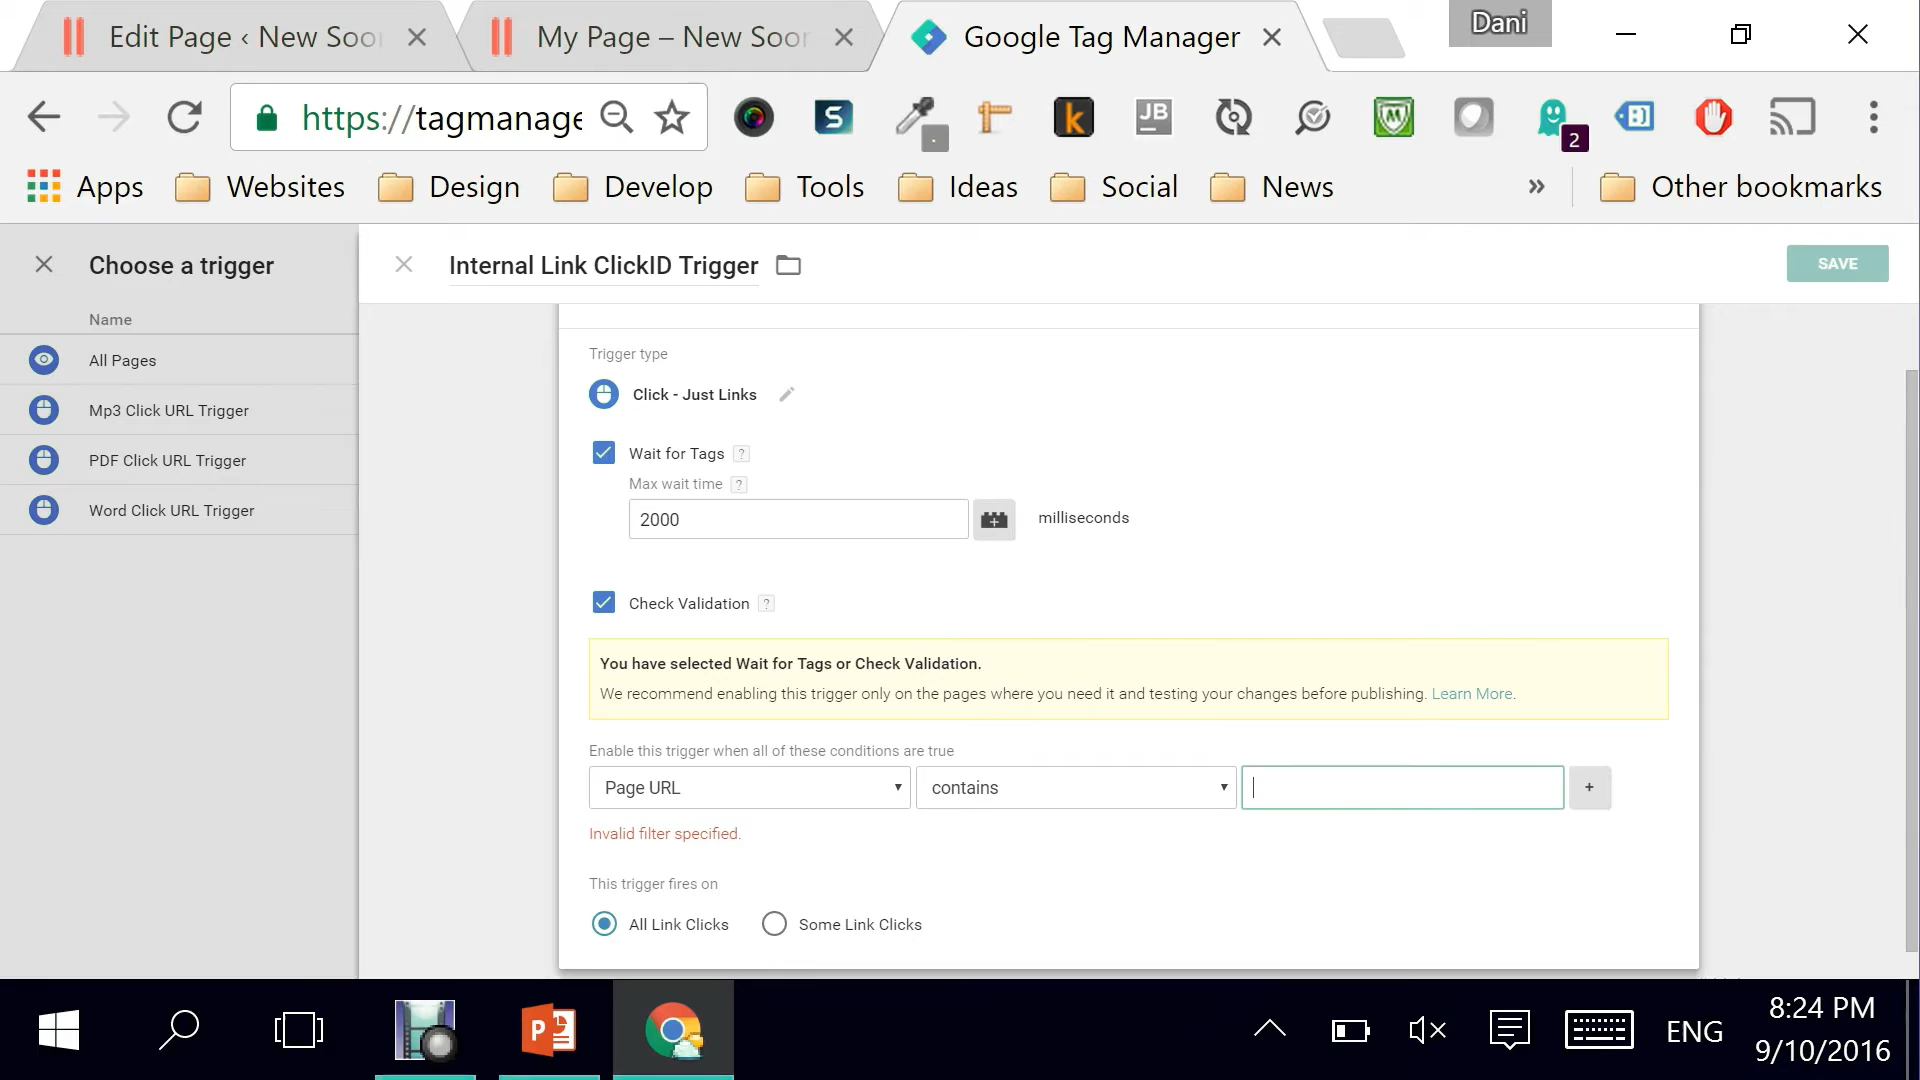 Edit Page ‹ New Soo
My Page – New Soo
Google Tag Manager
Dani
https://tagmanage
S
k
JB
M
2
Apps
Websites
Design
Develop
Tools
Ideas
Social
News
»
Other bookmarks
Choose a trigger
Name
All Pages
Mp3 Click URL Trigger
PDF Click URL Trigger
Word Click URL Trigger
Internal Link ClickID Trigger
SAVE
Trigger type
Click - Just Links
Wait for Tags ?
Max wait time ?
2000
milliseconds
Check Validation ?
You have selected Wait for Tags or Check Validation.
We recommend enabling this trigger only on the pages where you need it and testing your changes before publishing. Learn More.
Enable this trigger when all of these conditions are true
Page URL
contains
+
Invalid filter specified.
This trigger fires on
All Link Clicks
Some Link Clicks
P
ENG
8:24 PM
9/10/2016